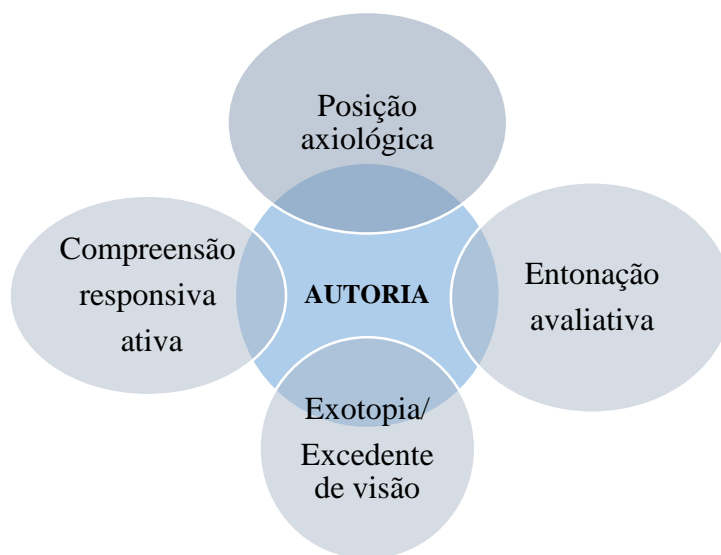 Posição
axiológica
Compreensão
responsiva
ativa
AUTORIA
Entonação
avaliativa
Exotopia/
Excedente
de visão